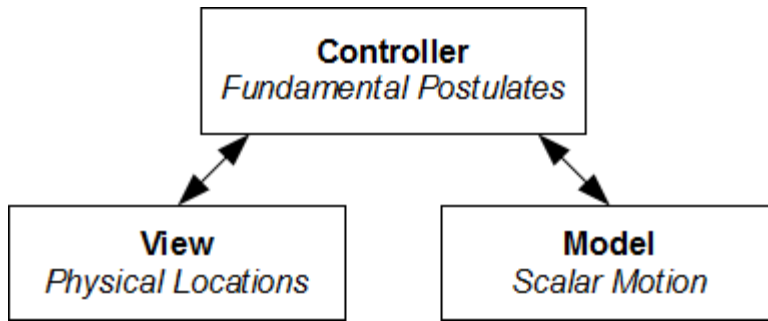 Controller
Fundamental Postulates
View
Physical Locations
Model
Scalar Motion